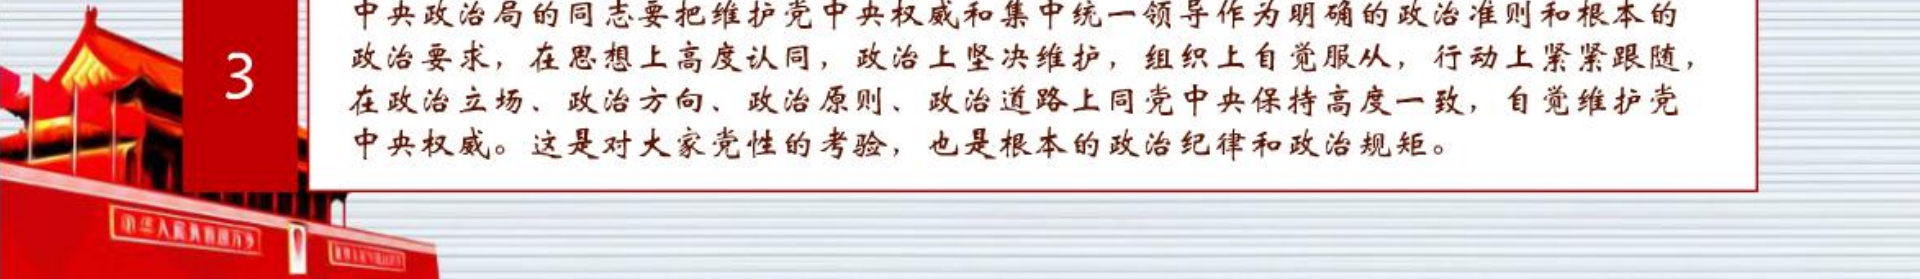 中央政治局的同志要把维护党中央权威和集中统一领导作为明确的政治准则和根本的
政治要求，在思想上高度认同，政治上坚决维护，组织上自觉服从，行动上紧紧跟随，
3
在政治立场、政治方向、政治原则、政治道路上同党中央保持高度一致，自觉维护党
中央权威。这是对大家党性的考验，也是根本的政治纪律和政治规矩。